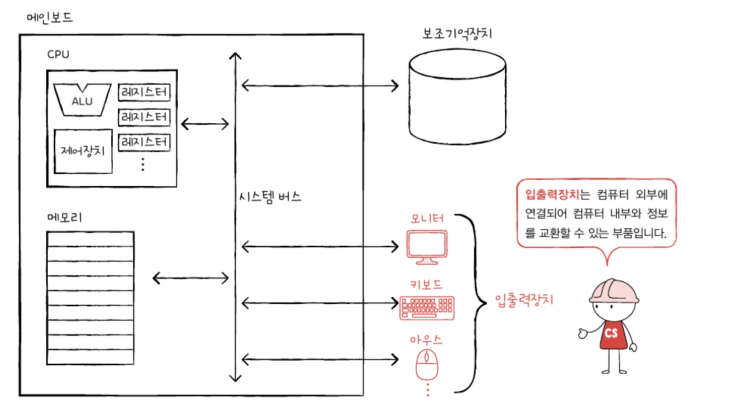 메인보드
CPU
ALU
레지스터
레지스터
레지스터
제어장치
메모리
시스템 버스
보조기억장치
모니터
키보드
마우스
입출력장치
입출력장치는 컴퓨터 외부에
연결되어 컴퓨터 내부와 정보
를 교환할 수 있는 부품입니다.
CS